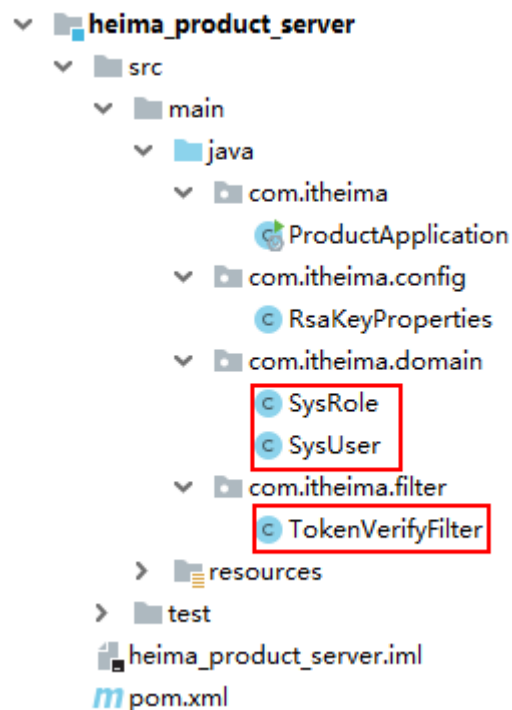 heima_product_server
src
main
java
com.itheima
ProductApplication
com.itheima.config
RsaKeyProperties
com.itheima.domain
SysRole
SysUser
com.itheima.filter
TokenVerifyFilter
resources
test
heima_product_server.iml
pom.xml